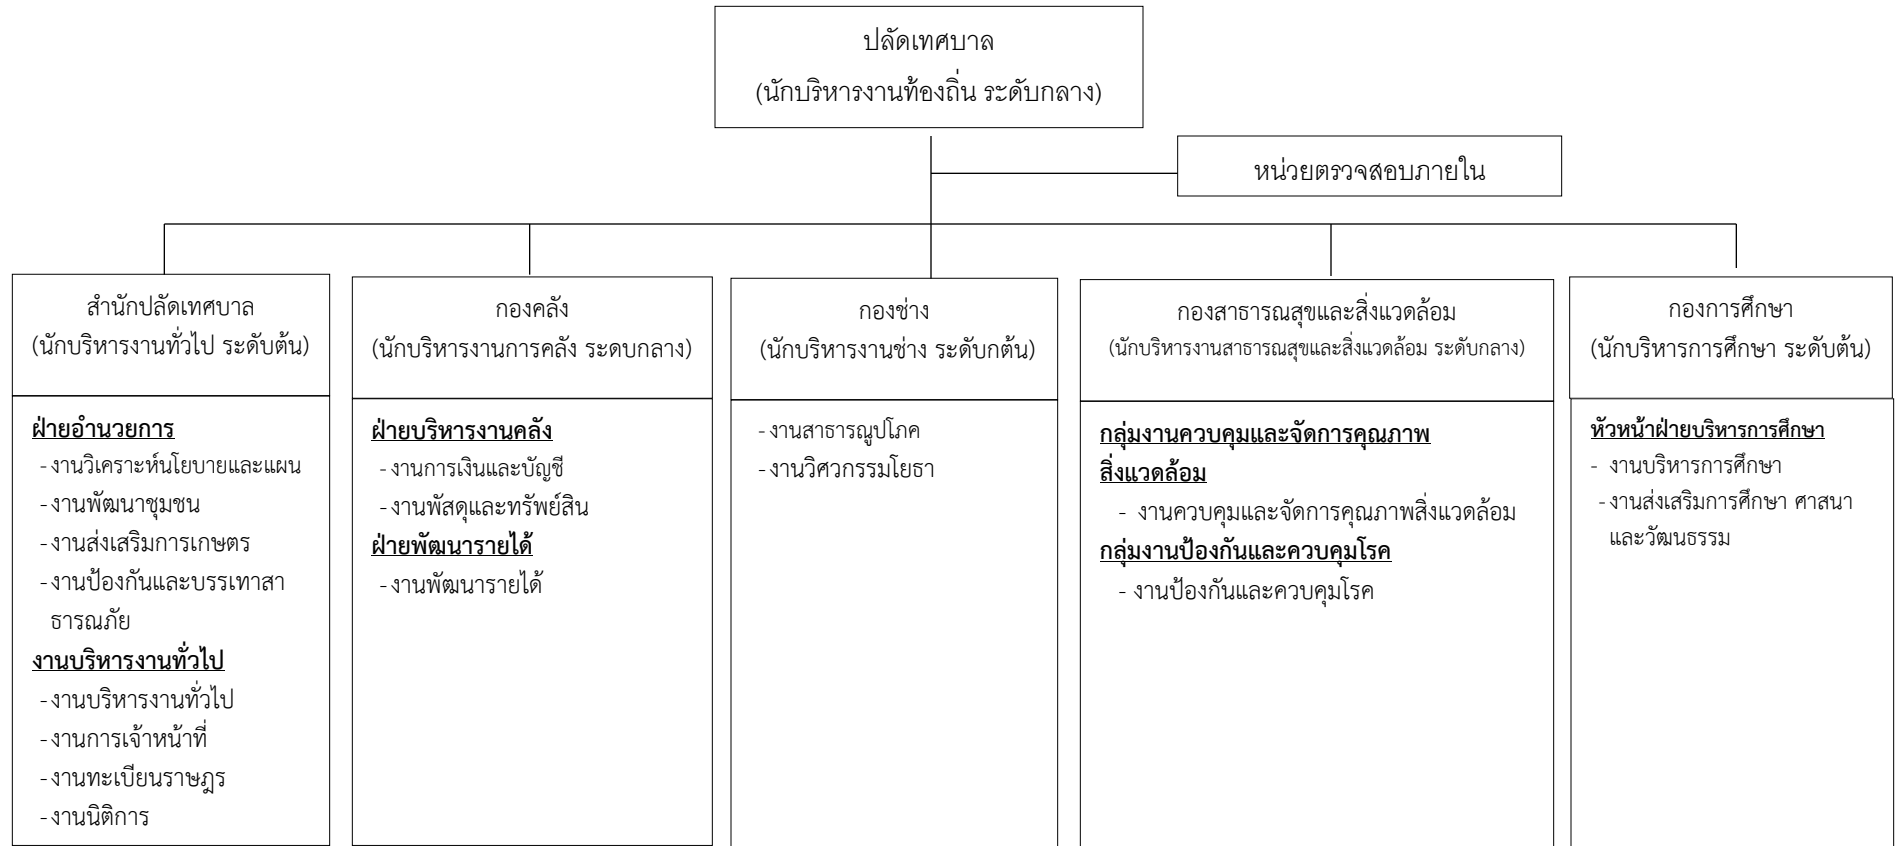 ปลัดเทศบาล
(นักบริหารงานท้องถิ่น ระดับกลาง)
หน่วยตรวจสอบภายใน
สำนักปลัดเทศบาล
(นักบริหารงานทั่วไป ระดับต้น)
ฝ่ายอำนวยการ
-งานวิเคราะห์นโยบายและแผน
-งานพัฒนาชุมชน
-งานส่งเสริมการเกษตร
-งานป้องกันและบรรเทาสา
ธารณภัย
งานบริหารงานทั่วไป
-งานบริหารงานทั่วไป
-งานการเจ้าหน้าที่
-งานทะเบียนราษฎร
-งานนิติการ
กองคลัง
(นักบริหารงานการคลัง ระดบกลาง)
ฝ่ายบริหารงานคลัง
-งานการเงินและบัญชี
-งานพัสดุและทรัพย์สิน
ฝ่ายพัฒนารายได้
-งานพัฒนารายได้
กองช่าง
(นักบริหารงานช่าง ระดับกต้น)
-งานสาธารณูปโภค
-งานวิศวกรรมโยธา
กองสาธารณสุขและสิ่งแวดล้อม
(นักบริหารงานสาธารณสุขและสิ่งแวดล้อม ระดับกลาง)
กลุ่มงานควบคุมและจัดการคุณภาพ
สิ่งแวดล้อม
- งานควบคุมและจัดการคุณภาพสิ่งแวดล้อม
กลุ่มงานป้องกันและควบคุมโรค
- งานป้องกันและควบคุมโรค
กองการศึกษา
(นักบริหารการศึกษา ระดับต้น)
หัวหน้าฝ่ายบริหารการศึกษา
- งานบริหารการศึกษา
-งานส่งเสริมการศึกษา ศาสนา
และวัฒนธรรม